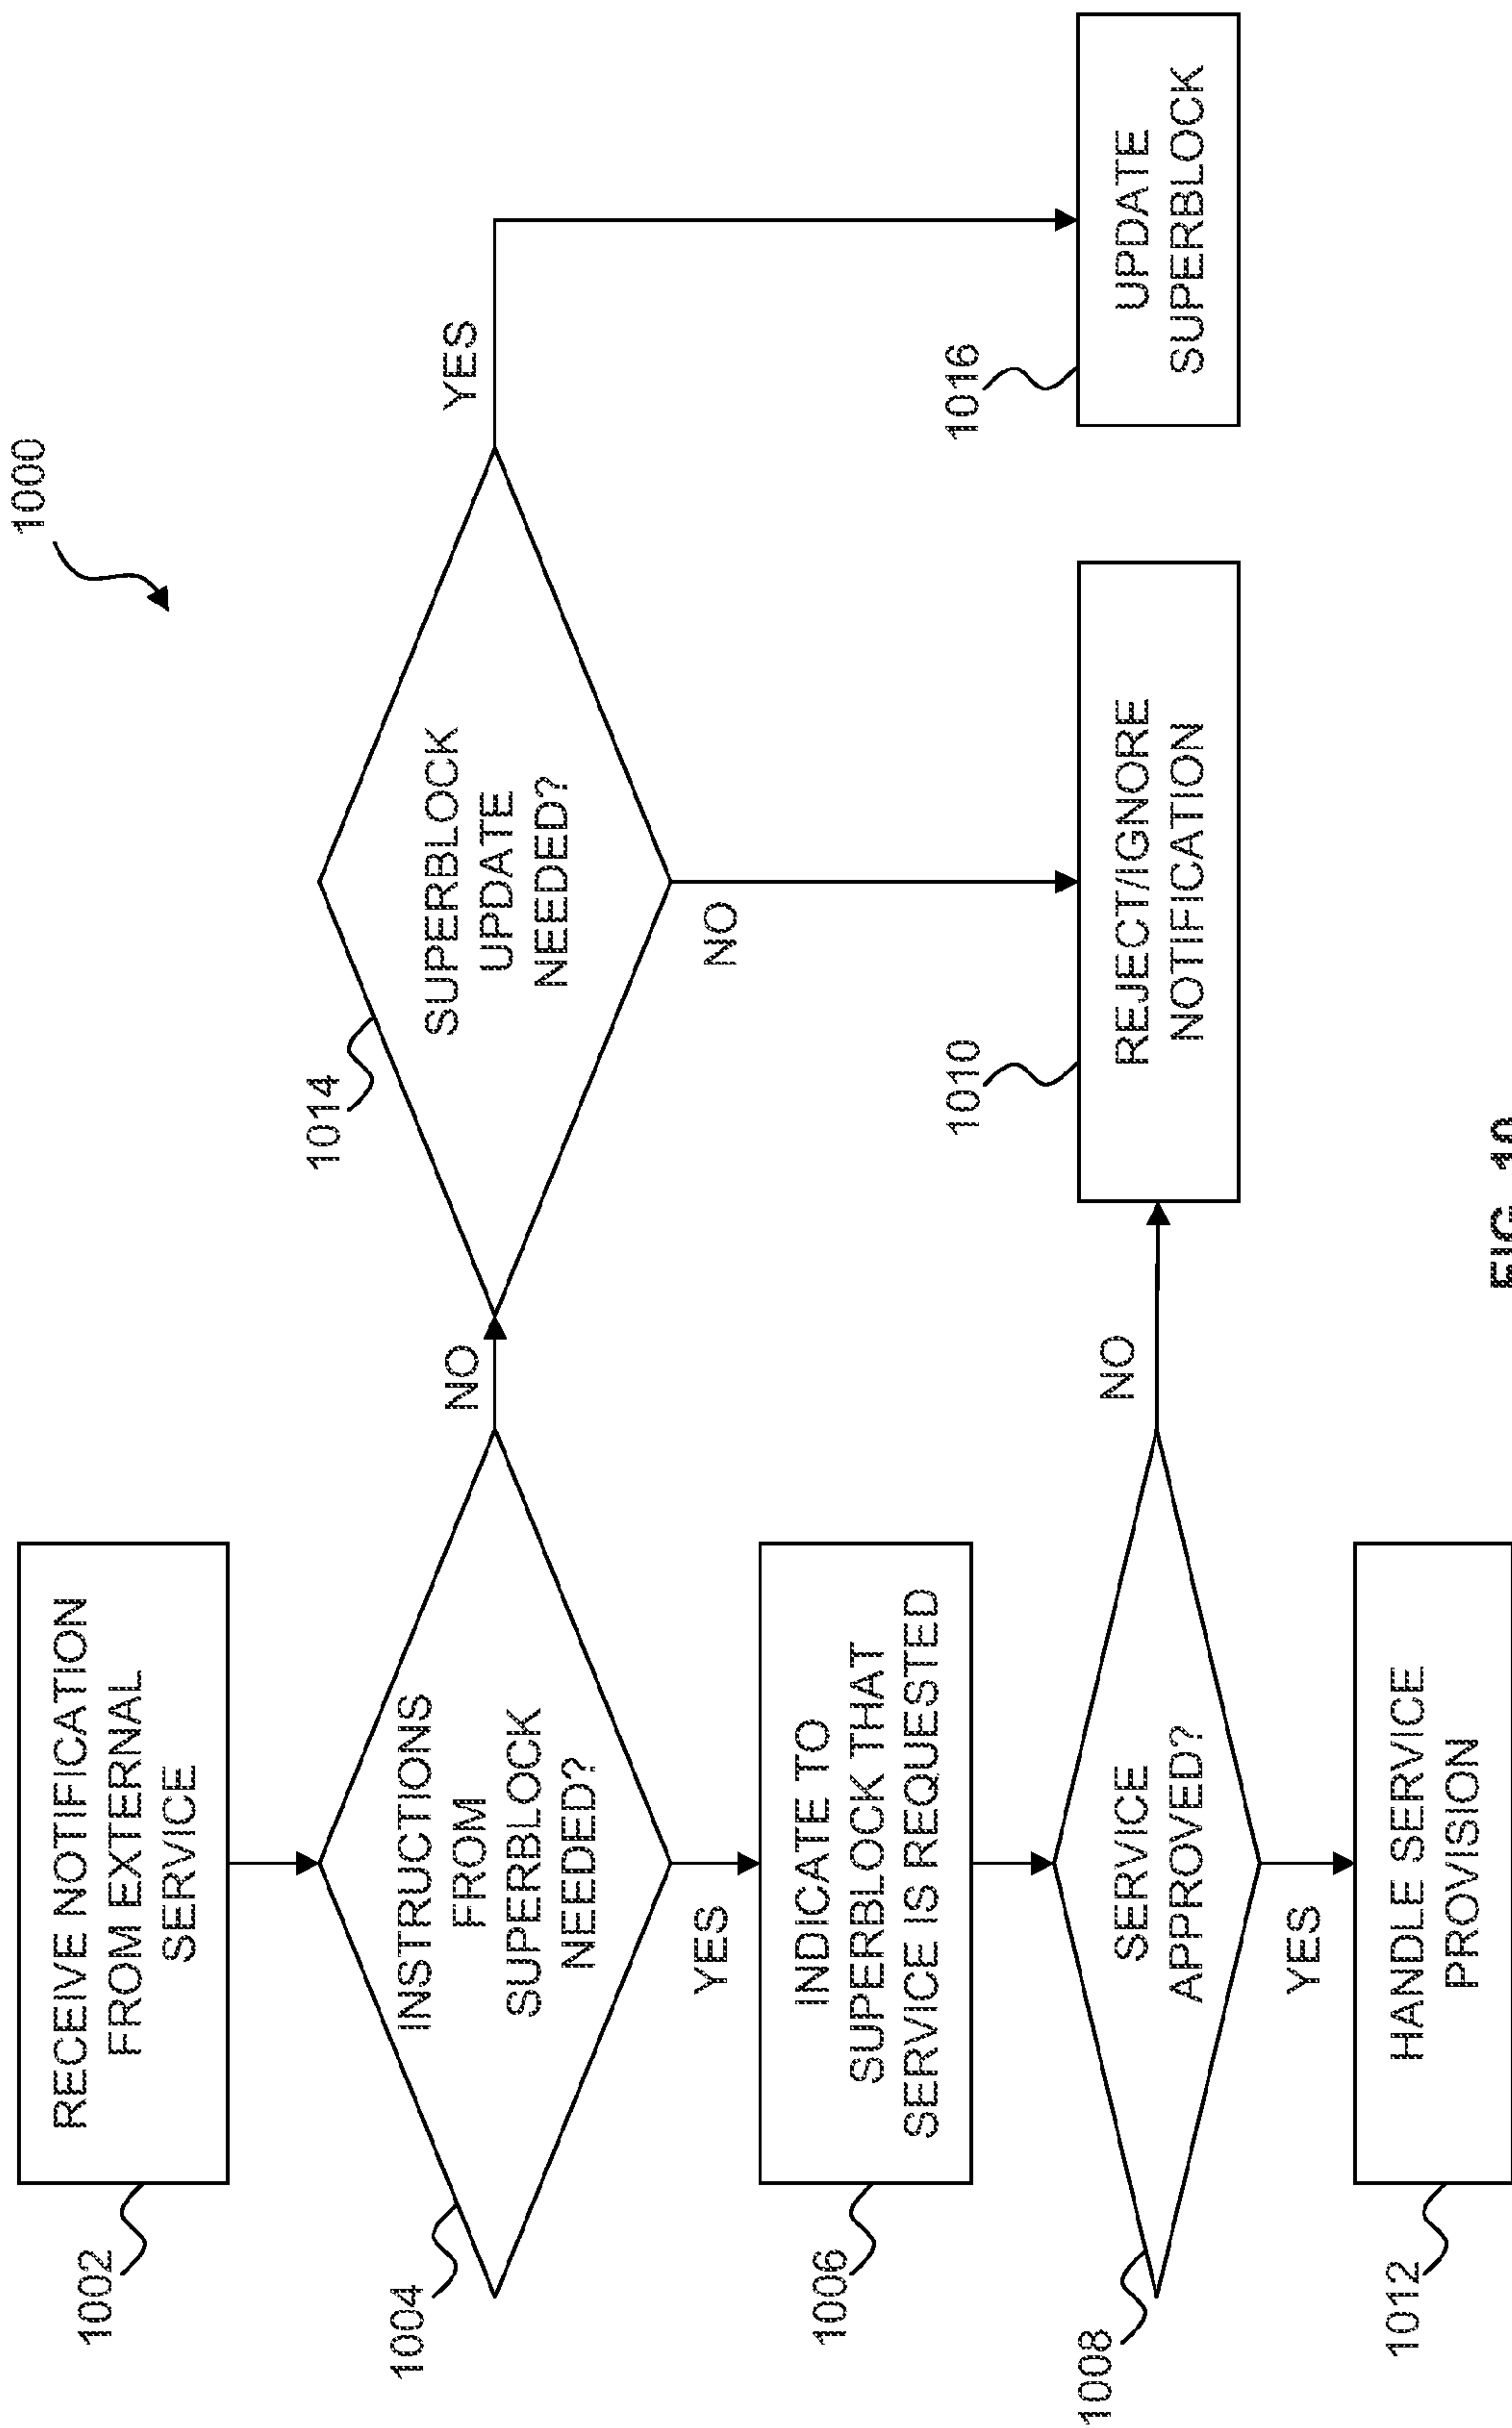 1000
1002
RECEIVE NOTIFICATION
FROM EXTERNAL
SERVICE
1004
INSTRUCTIONS
FROM
SUPERBLOCK
NEEDED?
NO
1014
SUPERBLOCK
UPDATE
NEEDED?
YES
YES
NO
1006
INDICATE TO
SUPERBLOCK THAT
SERVICE IS REQUESTED
1008
SERVICE
APPROVED?
NO
1010
REJECT/IGNORE
NOTIFICATION
1016
UPDATE
SUPERBLOCK
YES
1012
HANDLE SERVICE
PROVISION
FIG. 10